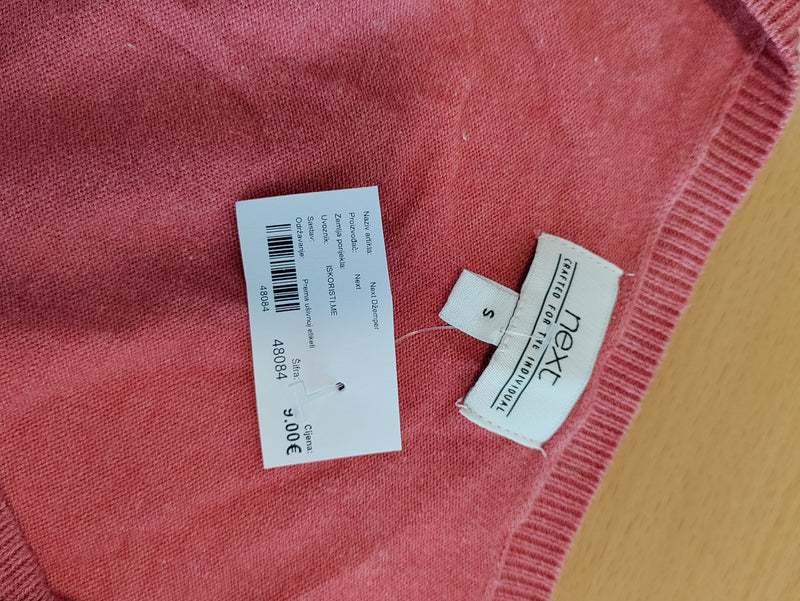 Naziv artikla: Next Džemper
Proizvođač: Next
Zemlja porijekla:
Uvoznik: ISKORISTI.ME
Sastav:
Održavanje: Prema ušivnoj etiketi
48084
Šifra:
48084
Cijena:
9.00€
S
next
CRAFTED FOR THE INDIVIDUAL